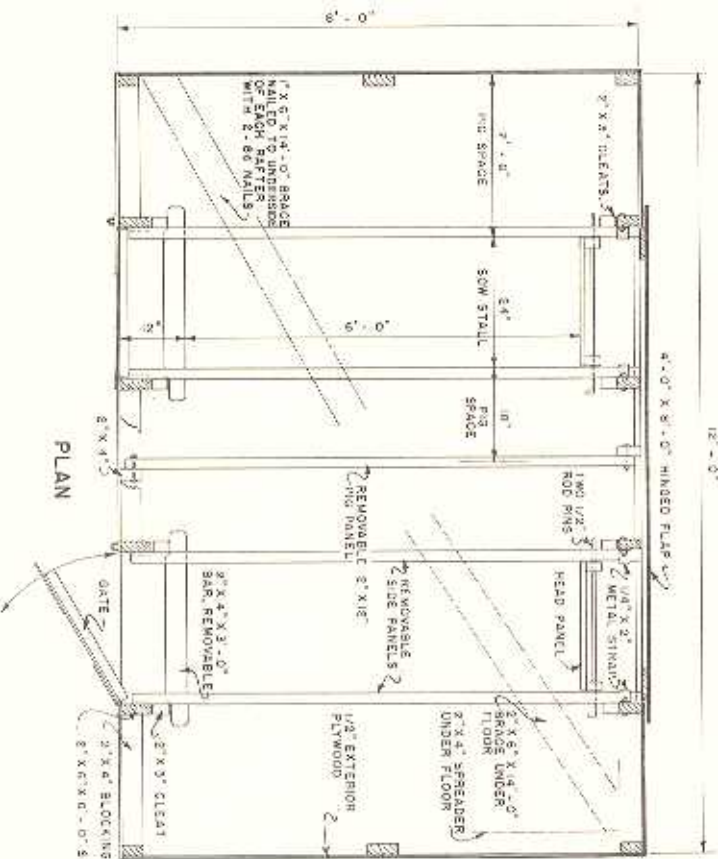 8'-0"
12'-0"
4'-0" X 8'-0" HINGED FLAP
2" X 3" CLEATS
PIG SPACE
1" X 6" X 14'-0" BRACE
NAILED TO UNDERSIDE
OF EACH RAFTER
WITH 2-8d NAILS
24"
SOW STALL
6'-0"
12"
18"
PIG
SPACE
2" X 4"
TWO 1/2"
ROD PINS
1/4" X 2"
METAL STRAP
HEAD PANEL
REMOVABLE
PIG PANEL 2" X 18"
REMOVABLE
SIDE PANELS
2" X 4" X 3'-0"
BAR, REMOVABLE
GATE
2" X 6" X 14'-0"
BRACE UNDER
FLOOR
2" X 4" SPREADER
UNDER FLOOR
1/2" EXTERIOR
PLYWOOD
2" X 3" CLEAT
2" X 4" BLOCKING
PLAN